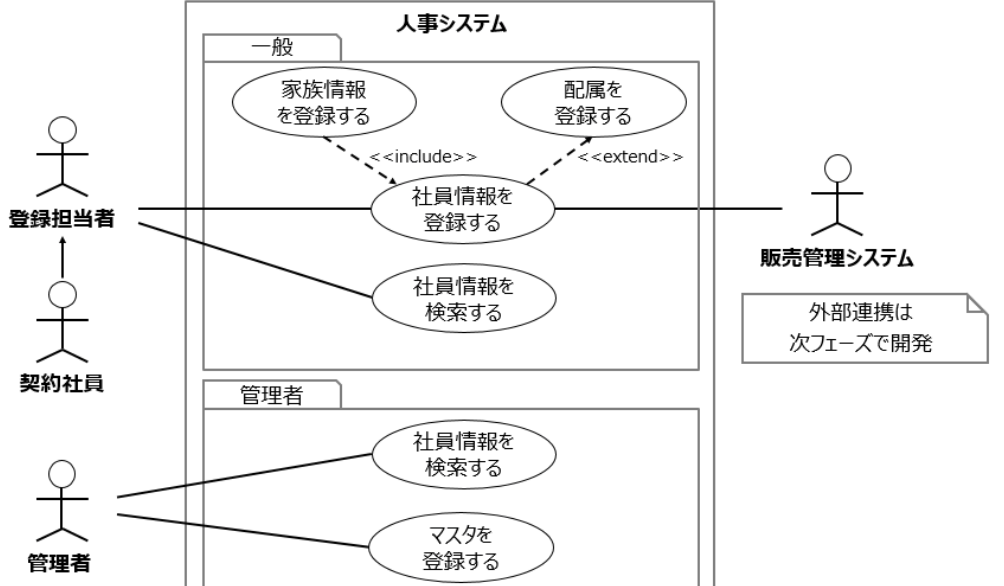 人事システム
一般
家族情報
を登録する
配属を
登録する
<<include>>
<<extend>>
社員情報を
登録する
登録担当者
販売管理システム
社員情報を
検索する
外部連携は
次フェーズで開発
契約社員
管理者
社員情報を
検索する
マスタを
登録する
管理者